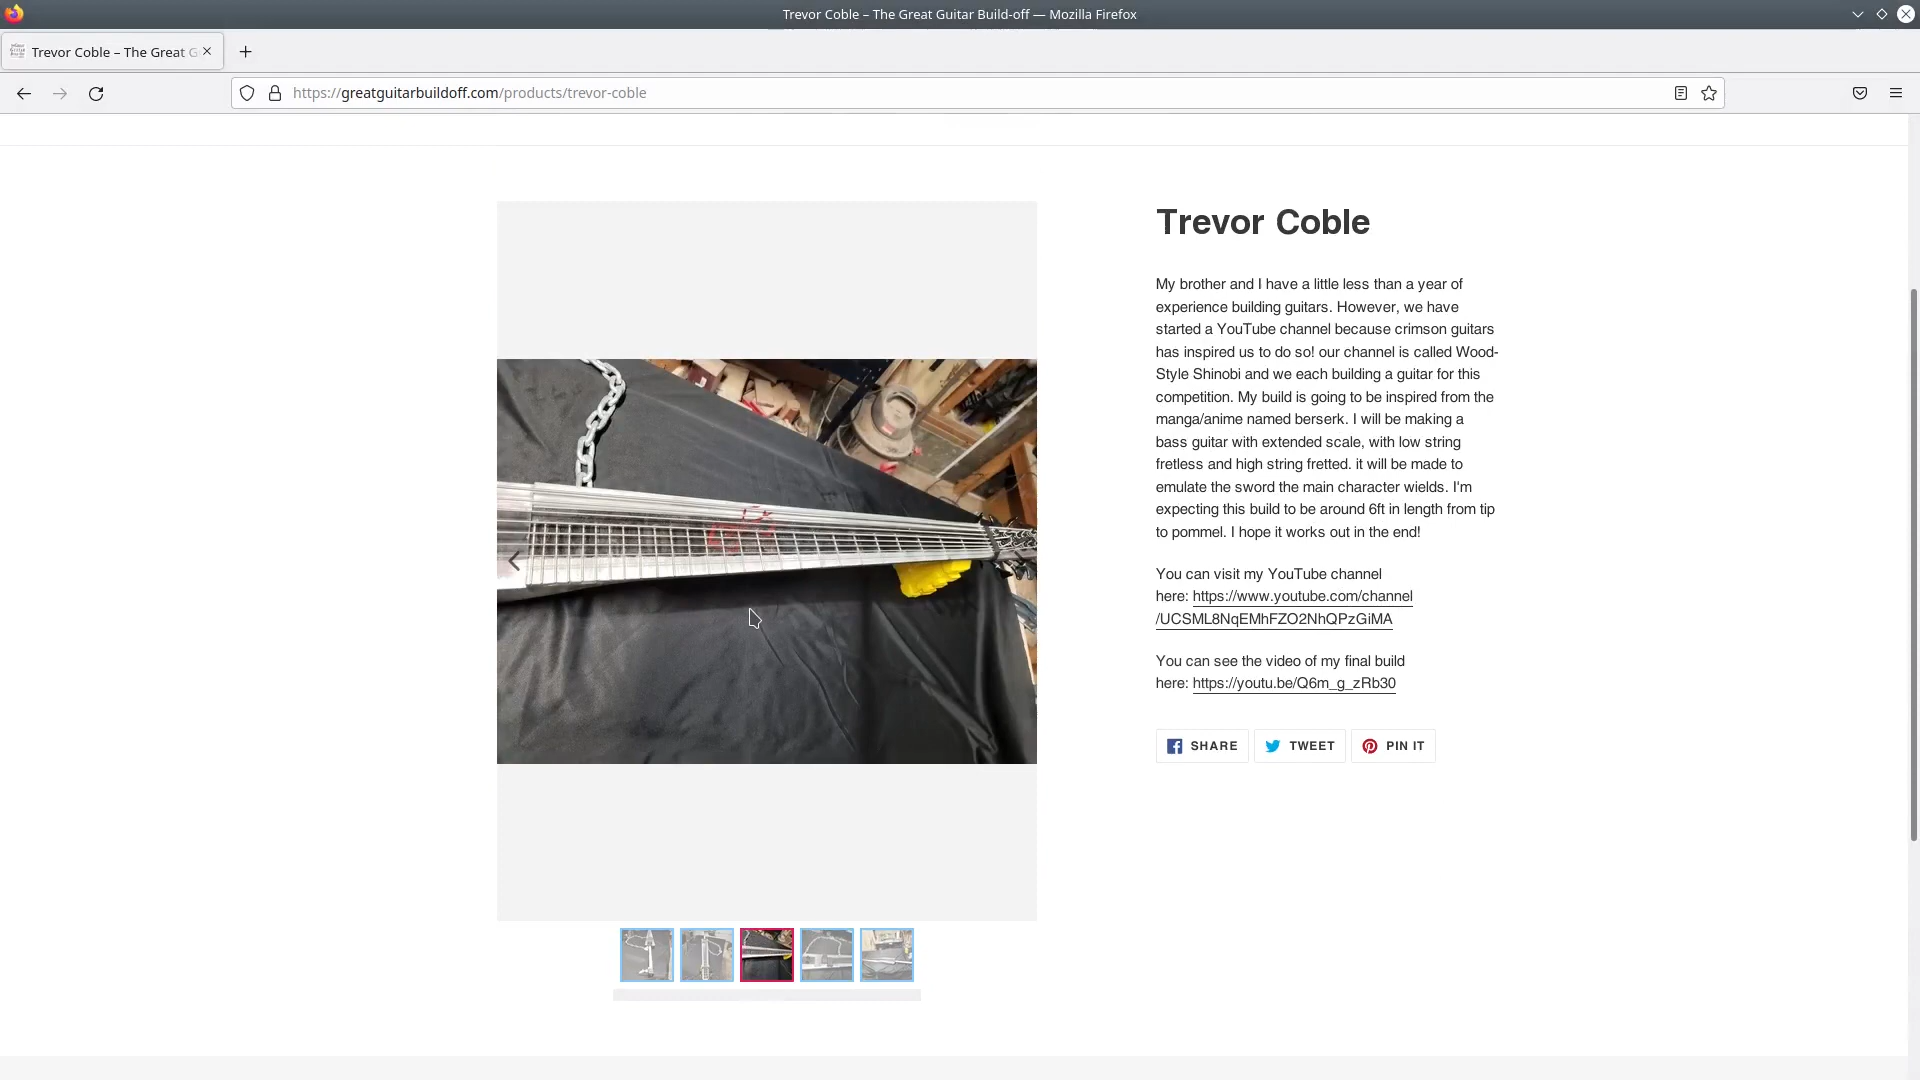 Trevor Coble – The Great Guitar Build-off — Mozilla Firefox
Trevor Coble – The Great G
https://greatguitarbuildoff.com/products/trevor-coble
Trevor Coble
My brother and I have a little less than a year of
experience building guitars. However, we have
started a YouTube channel because crimson guitars
has inspired us to do so! our channel is called Wood-
Style Shinobi and we each building a guitar for this
competition. My build is going to be inspired from the
manga/anime named berserk. I will be making a
bass guitar with extended scale, with low string
fretless and high string fretted. it will be made to
emulate the sword the main character wields. I'm
expecting this build to be around 6ft in length from tip
to pommel. I hope it works out in the end!
You can visit my YouTube channel
here: https://www.youtube.com/channel
/UCSML8NqEMhFZO2NhQPzGiMA
You can see the video of my final build
here: https://youtu.be/Q6m_g_zRb30
SHARE TWEET PIN IT